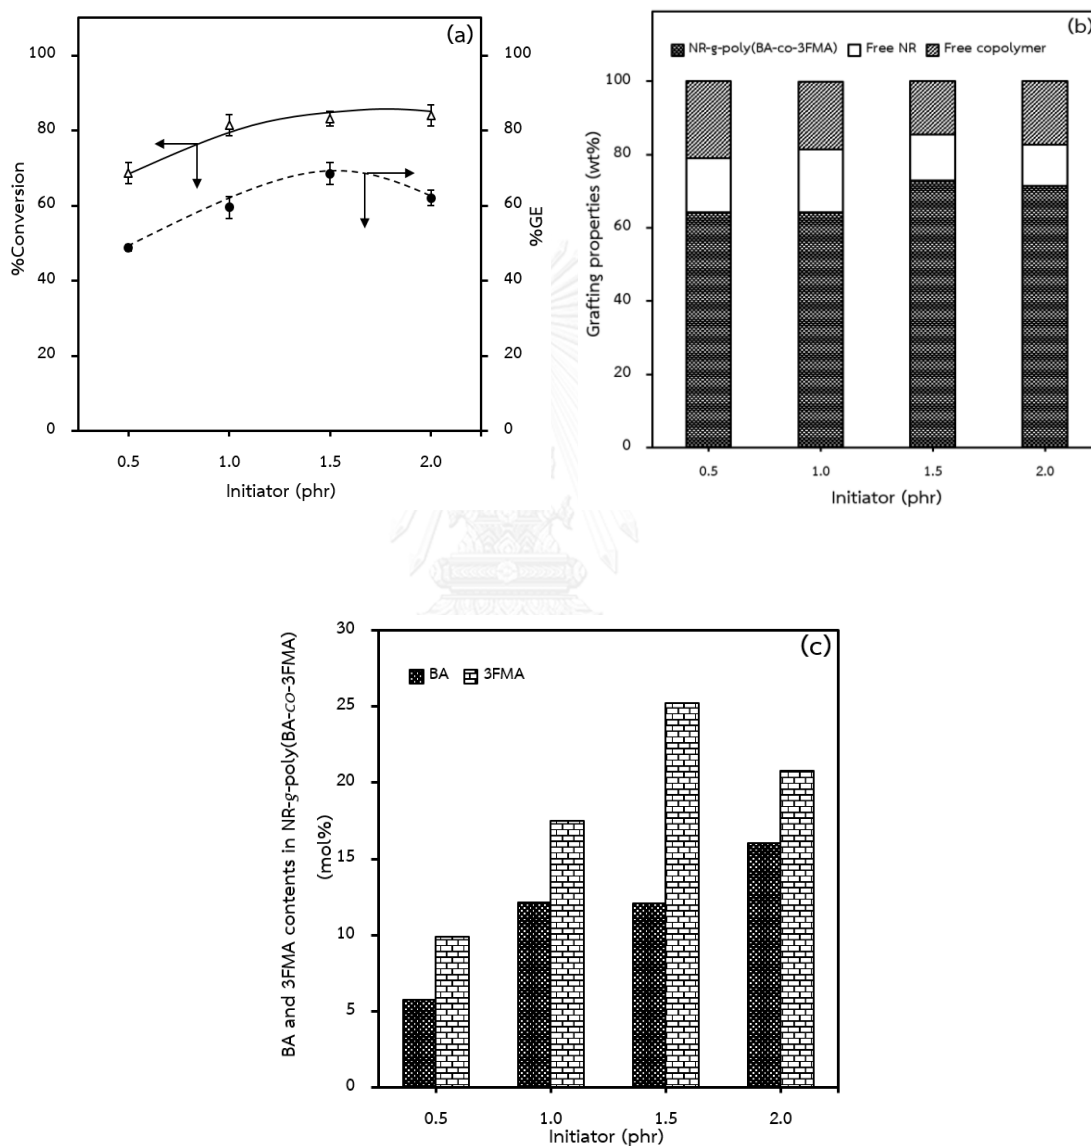 (a)
100
80
60
40
20
0
%Conversion
100
80
60
40
20
0
%GE
0.5 1.0 1.5 2.0
Initiator (phr)
(b)
NR-g-poly(BA-co-3FMA) Free NR Free copolymer
100
80
60
40
20
0
Grafting properties (wt%)
0.5 1.0 1.5 2.0
Initiator (phr)
(c)
BA 3FMA
30
25
20
15
10
5
0
BA and 3FMA contents in NR-g-poly(BA-co-3FMA)
(mol%)
0.5 1.0 1.5 2.0
Initiator (phr)